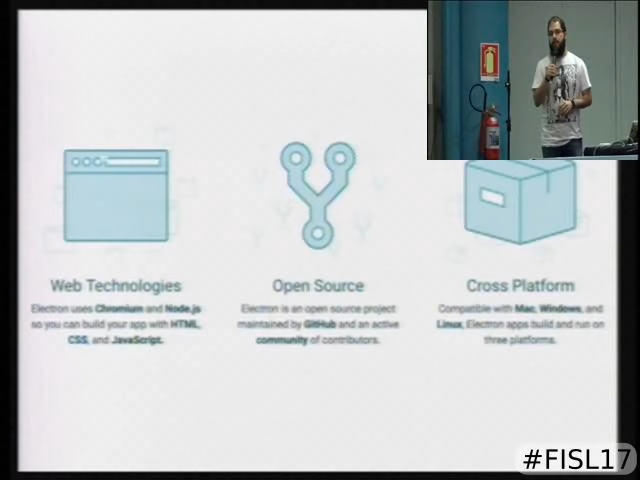 Web Technologies
Electron uses Chromium and Node.js
so you can build your app with HTML,
CSS, and JavaScript.
Open Source
Electron is an open source project
maintained by GitHub and an active
community of contributors.
Cross Platform
Compatible with Mac, Windows, and
Linux, Electron apps build and run on
three platforms.
#FISL17